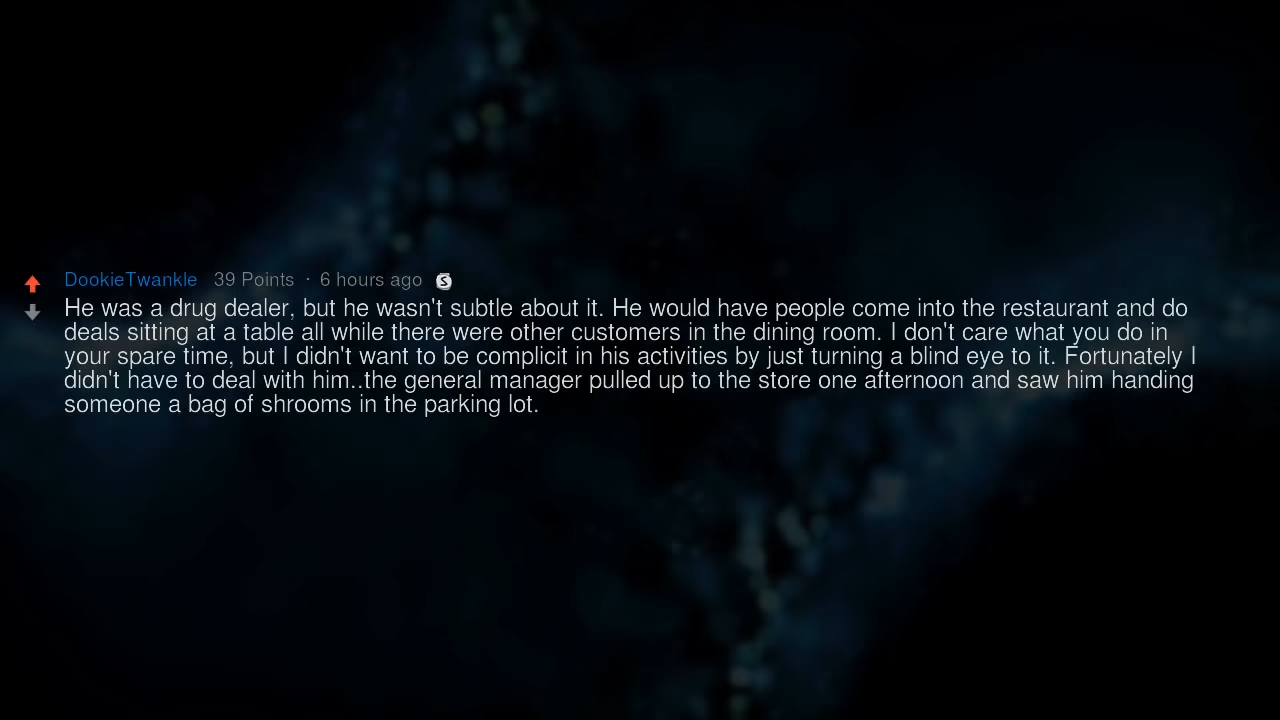 DookieTwankle 39 Points · 6 hours ago S
He was a drug dealer, but he wasn't subtle about it. He would have people come into the restaurant and do
deals sitting at a table all while there were other customers in the dining room. I don't care what you do in
your spare time, but I didn't want to be complicit in his activities by just turning a blind eye to it. Fortunately I
didn't have to deal with him..the general manager pulled up to the store one afternoon and saw him handing
someone a bag of shrooms in the parking lot.